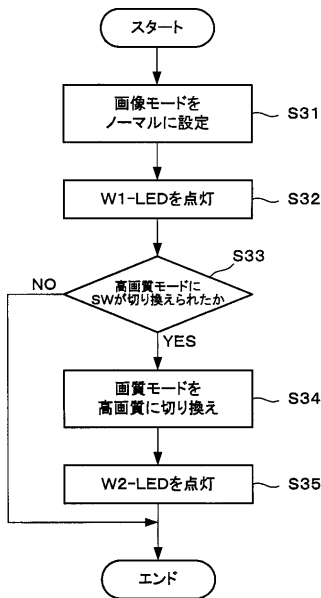 スタート
画像モードを
ノーマルに設定
S31
W1-LEDを点灯
S32
S33
高画質モードに
SWが切り換えられたか
NO
YES
画質モードを
高画質に切り換え
S34
W2-LEDを点灯
S35
エンド